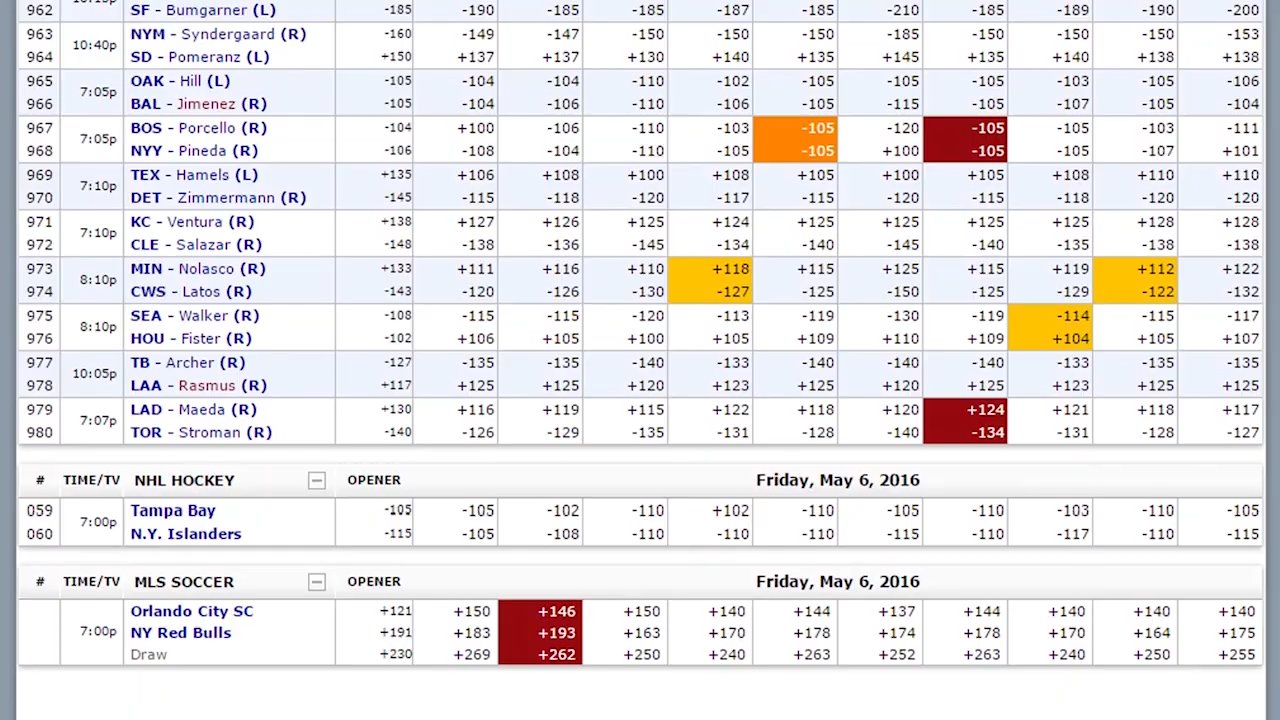 962 SF - Bumgarner (L) -185 -190 -185 -185 -187 -185 -210 -185 -189 -190 -200
963 NYM - Syndergaard (R) -160 -149 -147 -150 -150 -150 -185 -150 -150 -150 -153
10:40p
964 SD - Pomeranz (L) +150 +137 +137 +130 +140 +135 +145 +135 +140 +138 +138
965 OAK - Hill (L) -105 -104 -104 -110 -102 -105 -105 -105 -103 -105 -106
7:05p
966 BAL - Jimenez (R) -105 -104 -106 -110 -106 -105 -115 -105 -107 -105 -104
967 BOS - Porcello (R) -104 +100 -106 -110 -103 -105 -120 -105 -105 -103 -111
7:05p
968 NYY - Pineda (R) -106 -108 -104 -110 -105 -105 +100 -105 -105 -107 +101
969 TEX - Hamels (L) +135 +106 +108 +100 +108 +105 +100 +105 +108 +110 +110
7:10p
970 DET - Zimmermann (R) -145 -115 -118 -120 -117 -115 -120 -115 -118 -120 -120
971 KC - Ventura (R) +138 +127 +126 +125 +124 +125 +125 +125 +125 +128 +128
7:10p
972 CLE - Salazar (R) -148 -138 -136 -145 -134 -140 -145 -140 -135 -138 -138
973 MIN - Nolasco (R) +133 +111 +116 +110 +118 +115 +125 +115 +119 +112 +122
8:10p
974 CWS - Latos (R) -143 -120 -126 -130 -127 -125 -150 -125 -129 -122 -132
975 SEA - Walker (R) -108 -115 -115 -120 -113 -119 -130 -119 -114 -115 -117
8:10p
976 HOU - Fister (R) -102 +106 +105 +100 +105 +109 +110 +109 +104 +105 +107
977 TB - Archer (R) -127 -135 -135 -140 -133 -140 -140 -140 -133 -135 -135
10:05p
978 LAA - Rasmus (R) +117 +125 +125 +120 +123 +125 +120 +125 +123 +125 +125
979 LAD - Maeda (R) +130 +116 +119 +115 +122 +118 +120 +124 +121 +118 +117
7:07p
980 TOR - Stroman (R) -140 -126 -129 -135 -131 -128 -140 -134 -131 -128 -127
# TIME/TV NHL HOCKEY OPENER Friday, May 6, 2016
059 Tampa Bay -105 -105 -102 -110 +102 -110 -105 -110 -103 -110 -105
7:00p
060 N.Y. Islanders -115 -105 -108 -110 -110 -110 -115 -110 -117 -110 -115
# TIME/TV MLS SOCCER OPENER Friday, May 6, 2016
Orlando City SC +121 +150 +146 +150 +140 +144 +137 +144 +140 +140 +140
7:00p NY Red Bulls +191 +183 +193 +163 +170 +178 +174 +178 +170 +164 +175
Draw +230 +269 +262 +250 +240 +263 +252 +263 +240 +250 +255